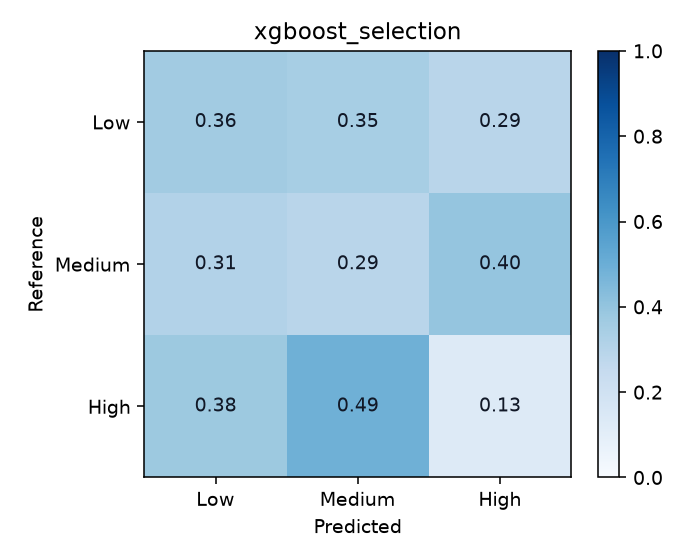 xgboost_selection
1.0
Low 0.36 0.35 0.29
0.8
0.6
Reference
Medium 0.31 0.29 0.40
0.4
High 0.38 0.49 0.13
0.2
0.0
Low Medium High
Predicted